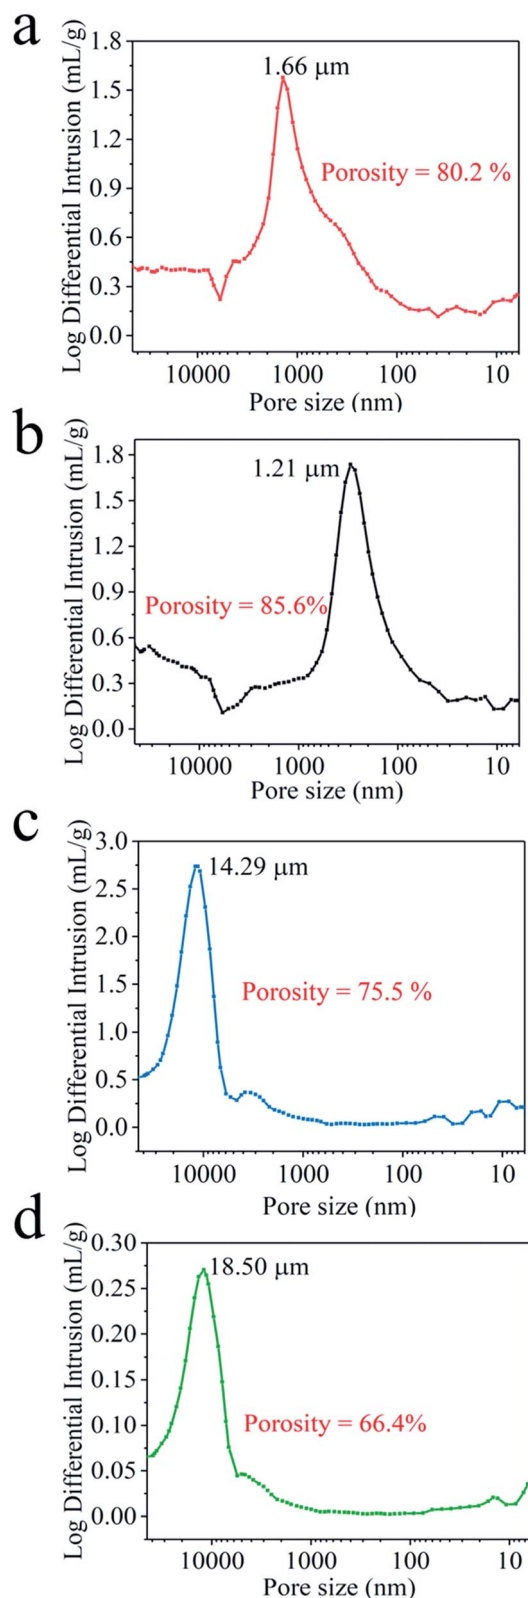 a
1.8
1.5
1.2
0.9
0.6
0.3
0.0
Log Differential Intrusion (mL/g)
1.66 μm
Porosity = 80.2 %
10000 1000 100 10
Pore size (nm)
b
1.8
1.5
1.2
0.9
0.6
0.3
0.0
Log Differential Intrusion (mL/g)
1.21 μm
Porosity = 85.6%
10000 1000 100 10
Pore size (nm)
c
3.0
2.5
2.0
1.5
1.0
0.5
0.0
Log Differential Intrusion (mL/g)
14.29 μm
Porosity = 75.5 %
10000 1000 100 10
Pore size (nm)
d
0.30
0.25
0.20
0.15
0.10
0.05
0.00
Log Differential Intrusion (mL/g)
18.50 μm
Porosity = 66.4%
10000 1000 100 10
Pore size (nm)